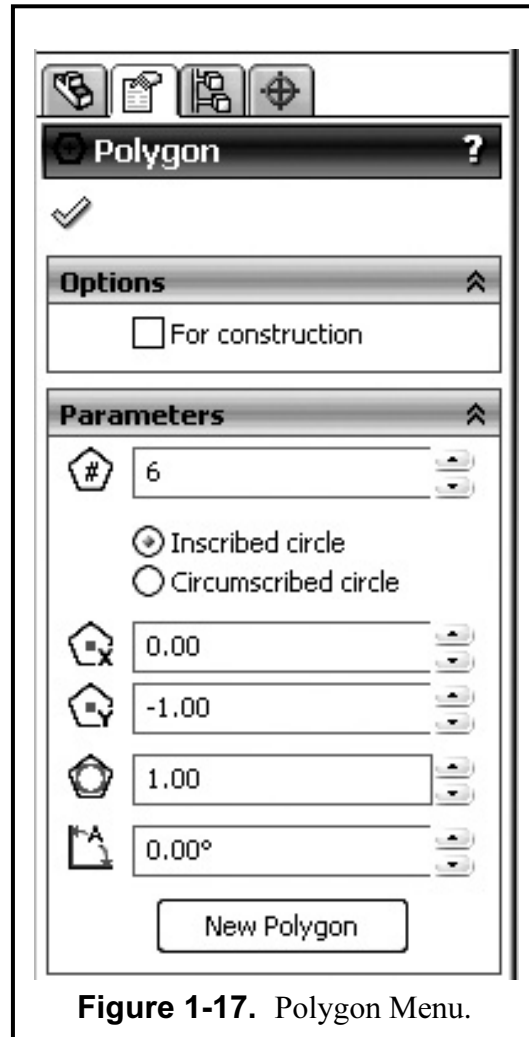 Polygon ?
Options
For construction
Parameters
# 6
Inscribed circle
Circumscribed circle
X 0.00
Y -1.00
1.00
A 0.00°
New Polygon
Figure 1-17. Polygon Menu.